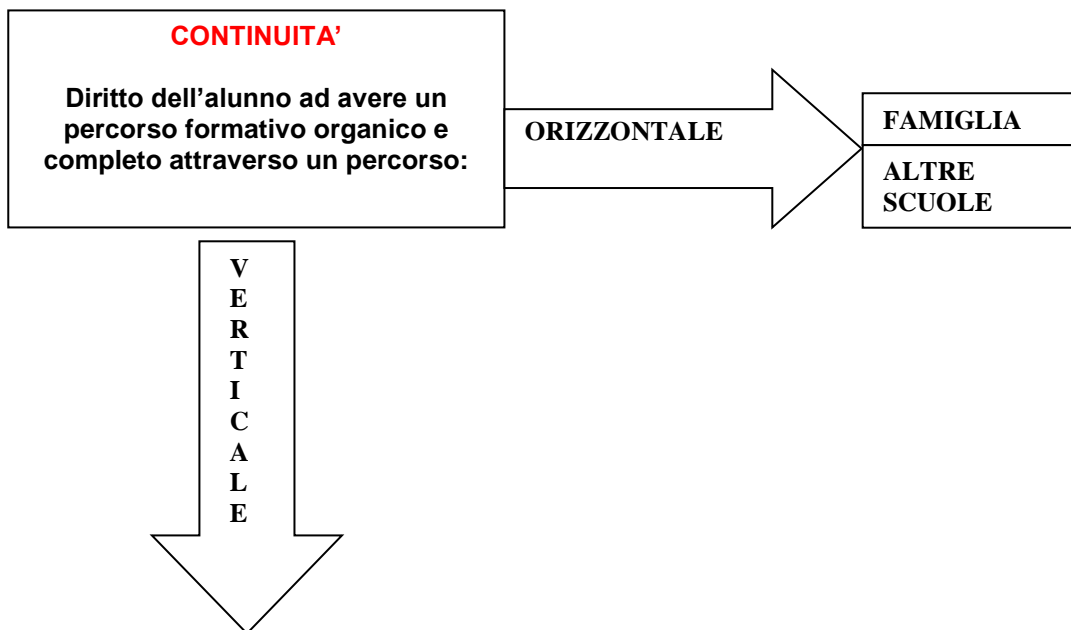 CONTINUITA’
Diritto dell’alunno ad avere un
percorso formativo organico e
completo attraverso un percorso:
ORIZZONTALE
FAMIGLIA
ALTRE
SCUOLE
V
E
R
T
I
C
A
L
E